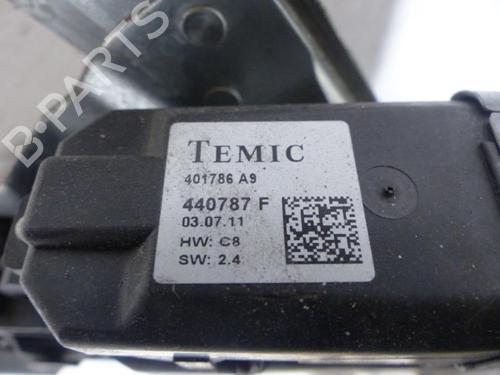 B-PARTS
TEMIC
401786 A9
440787 F
03.07.11
HW: C8
SW: 2.4